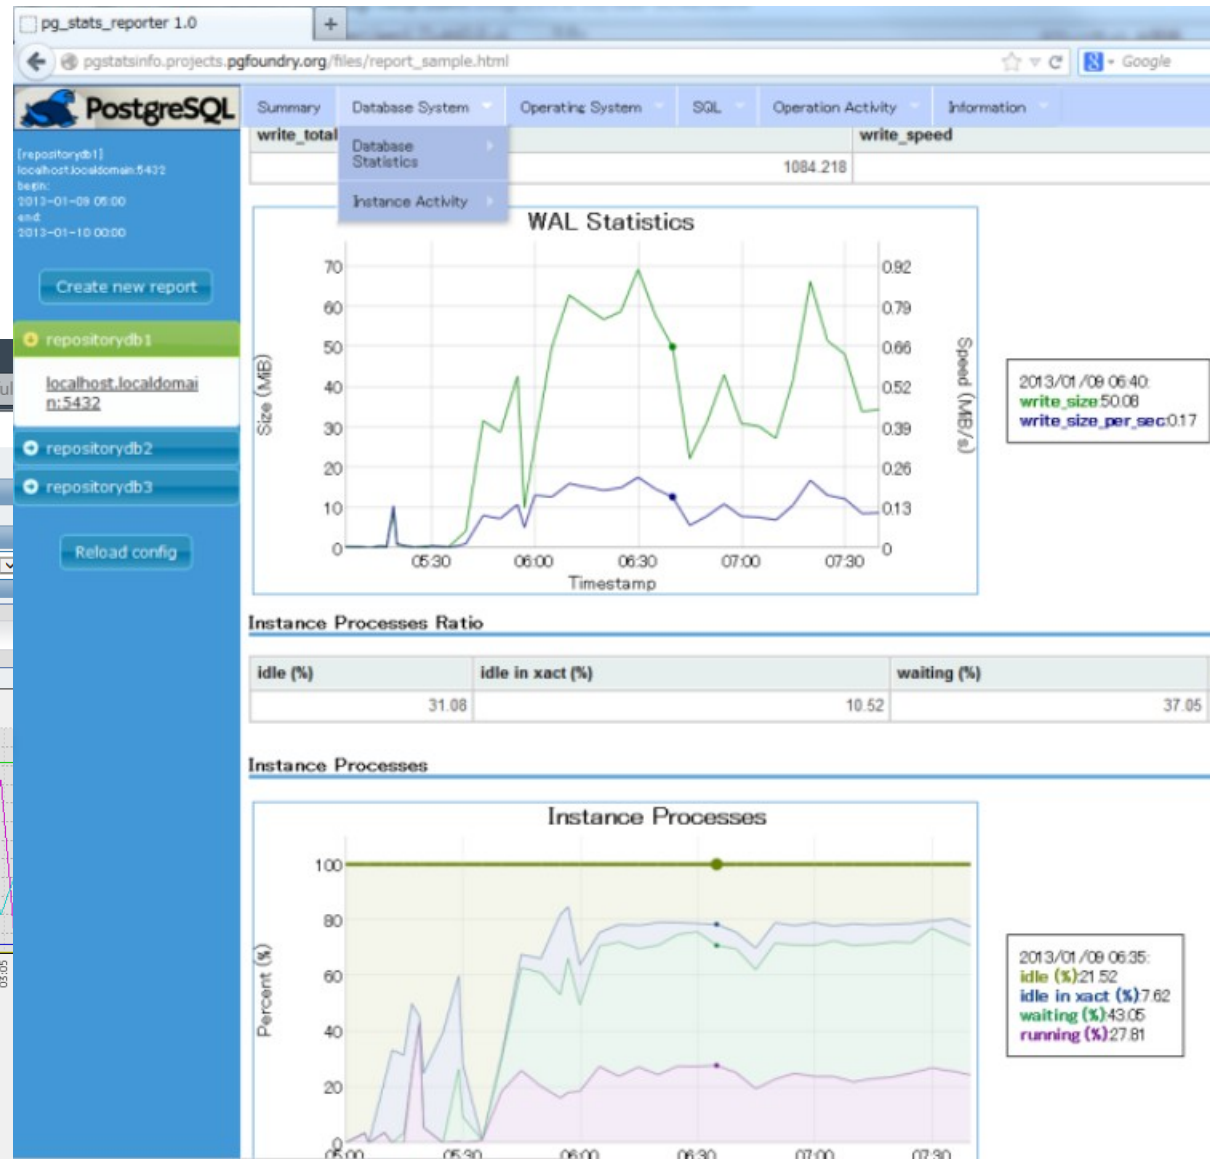 pg_stats_reporter 1.0
+
pgstatsinfo.projects.pgfoundry.org/files/report_sample.html
Google
PostgreSQL
Summary
Database System
Operating System
SQL
Operation Activity
Information
Database
Statistics
Instance Activity
[repositorydb1]
localhost.localdomain:5432
begin:
2013-01-09 05:00
end:
2013-01-10 00:00
Create new report
repositorydb1
localhost.localdomai
n:5432
repositorydb2
repositorydb3
Reload config
write_total
write_speed
1084.218
WAL Statistics
70
60
50
40
30
20
10
0
Size (MiB)
0.92
0.79
0.66
0.52
0.39
0.26
0.13
0
Speed (MiB/s)
05:30 06:00 06:30 07:00 07:30
Timestamp
2013/01/09 06:40:
write_size:50.08
write_size_per_sec:0.17
Instance Processes Ratio
idle (%) idle in xact (%) waiting (%)
31.08 10.52 37.05
Instance Processes
Instance Processes
100
80
60
40
20
0
Percent (%)
05:00 05:30 06:00 06:30 07:00 07:30
2013/01/09 06:35:
idle (%):21.52
idle in xact (%):7.62
waiting (%):43.05
running (%):27.81
03:05